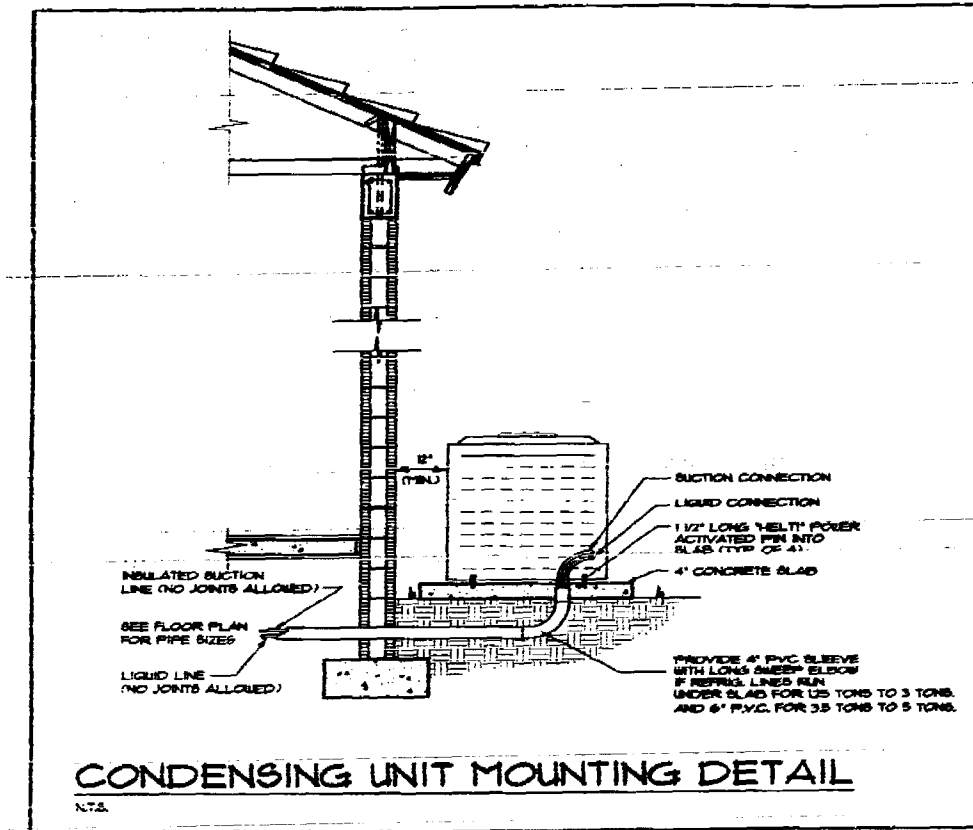 12"
(MIN.)
SUCTION CONNECTION
LIQUID CONNECTION
1 1/2" LONG "HELTI" POWER
ACTIVATED PIN INTO
SLAB (TYP. OF 4).
4" CONCRETE SLAB
INSULATED SUCTION
LINE (NO JOINTS ALLOWED)
SEE FLOOR PLAN
FOR PIPE SIZES
LIQUID LINE
(NO JOINTS ALLOWED)
PROVIDE 4" PVC SLEEVE
WITH LONG SWEEP ELBOW
IF REFRIG. LINES RUN
UNDER SLAB FOR 1.25 TONS TO 3 TONS.
AND 6" P.V.C. FOR 3.5 TONS TO 5 TONS.
CONDENSING UNIT MOUNTING DETAIL
N.T.S.